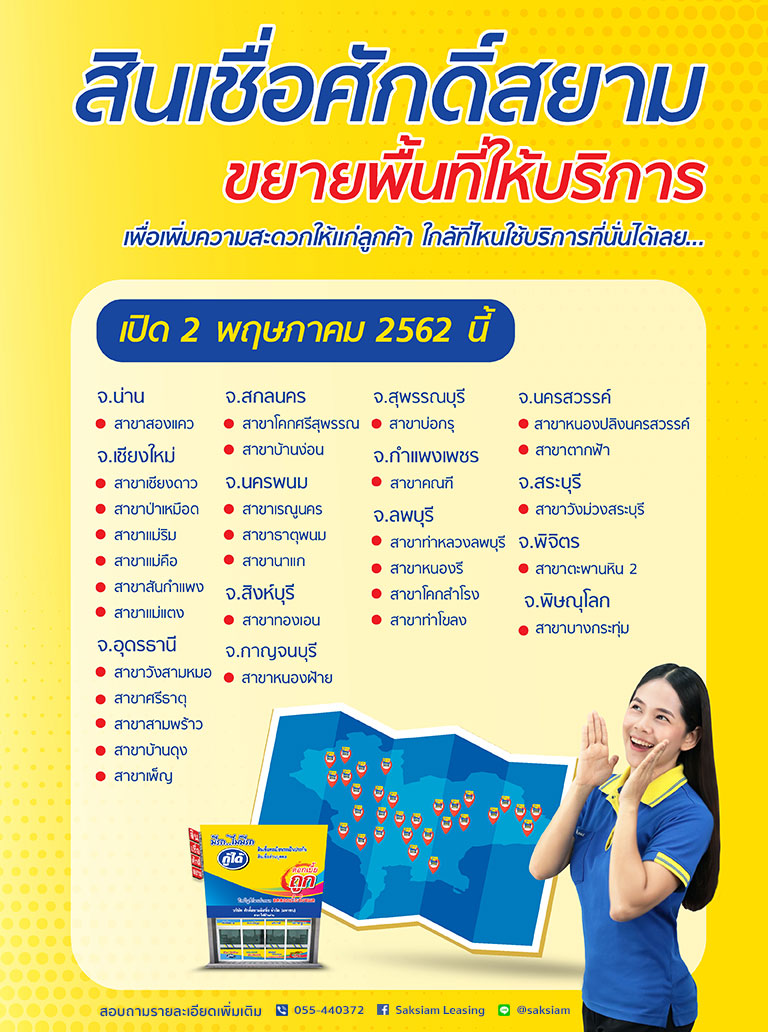 สินเชื่อศักดิ์สยาม
ขยายพื้นที่ให้บริการ
เพื่อเพิ่มความสะดวกให้แก่ลูกค้า ใกล้ที่ไหนใช้บริการที่นั่นได้เลย...
เปิด 2 พฤษภาคม 2562 นี้
จ.น่าน
สาขาสองแคว
จ.เชียงใหม่
สาขาเชียงดาว
สาขาป่าเหมือด
สาขาแม่ริม
สาขาแม่คือ
สาขาสันกำแพง
สาขาแม่แตง
จ.อุดรธานี
สาขาวังสามหมอ
สาขาศรีธาตุ
สาขาสามพร้าว
สาขาบ้านดุง
สาขาเพ็ญ
จ.สกลนคร
สาขาโคกศรีสุพรรณ
สาขาบ้านง่อน
จ.นครพนม
สาขาเรณูนคร
สาขาธาตุพนม
สาขานาแก
จ.สิงห์บุรี
สาขาทองเอน
จ.กาญจนบุรี
สาขาหนองฝ้าย
จ.สุพรรณบุรี
สาขาบ่อกรุ
จ.กำแพงเพชร
สาขาคณฑี
จ.ลพบุรี
สาขาท่าหลวงลพบุรี
สาขาหนองรี
สาขาโคกสำโรง
สาขาท่าโขลง
จ.นครสวรรค์
สาขาหนองปลิงนครสวรรค์
สาขาตากฟ้า
จ.สระบุรี
สาขาวังม่วงสระบุรี
จ.พิจิตร
สาขาตะพานหิน 2
จ.พิษณุโลก
สาขาบางกระทุ่ม
มีรถ..ไม่มีรถ
กู้ได้
ดอกเบี้ย
ถูก
สอบถามรายละเอียดเพิ่มเติม 055-440372 Saksiam Leasing @saksiam